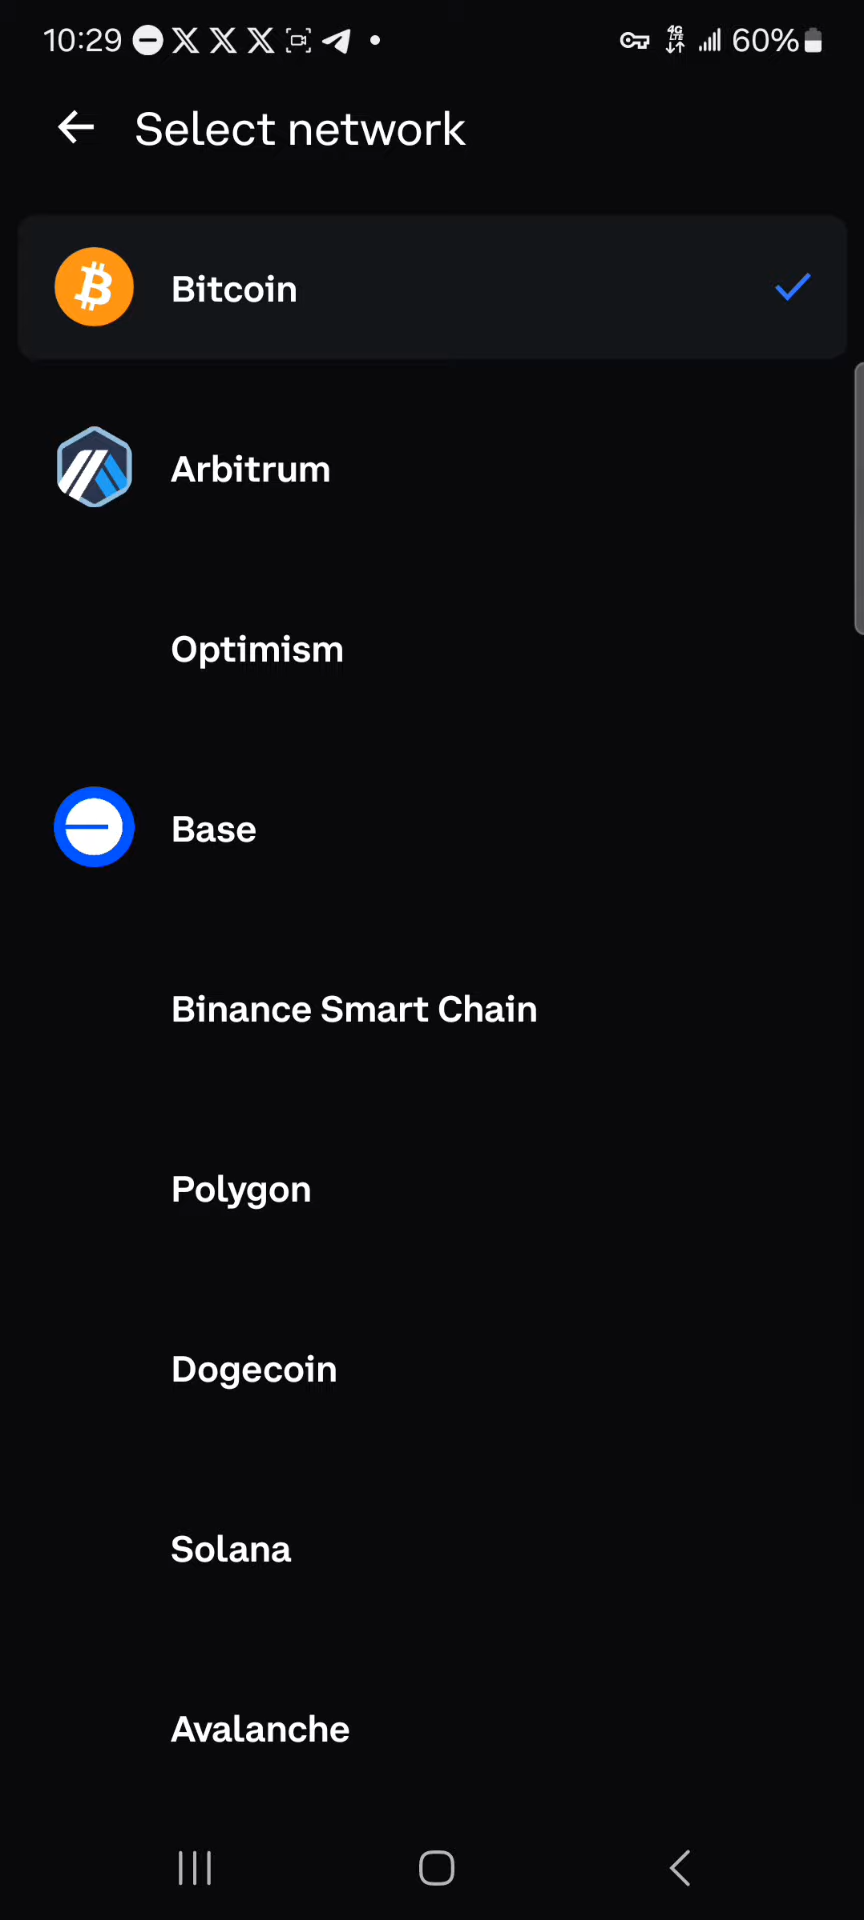 10:29 60%
Select network
Bitcoin
Arbitrum
Optimism
Base
Binance Smart Chain
Polygon
Dogecoin
Solana
Avalanche